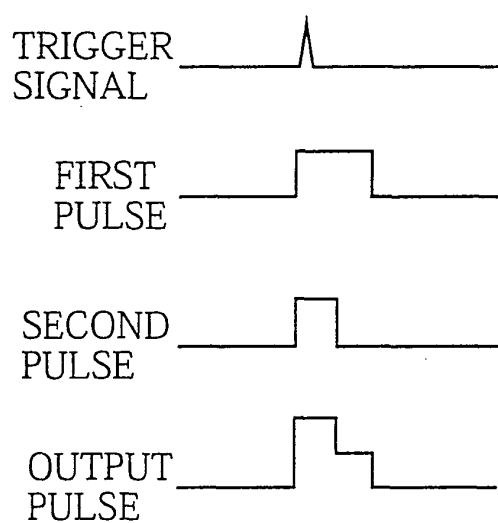 TRIGGER
SIGNAL
FIRST
PULSE
SECOND
PULSE
OUTPUT
PULSE